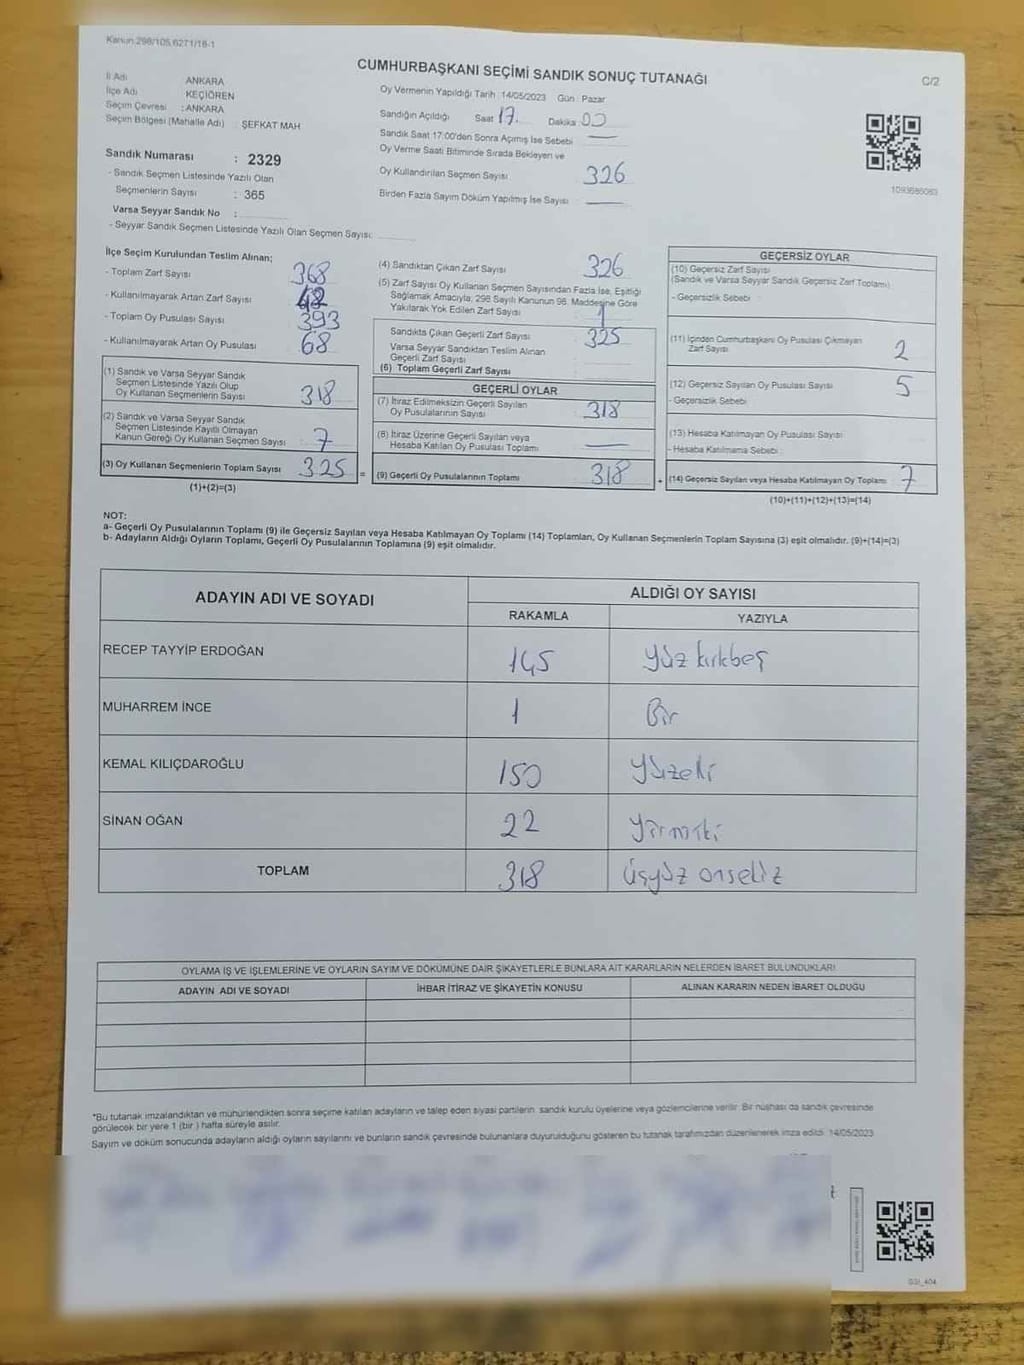 Kanun 298/105,6271/18-1
CUMHURBAŞKANI SEÇİMİ SANDIK SONUÇ TUTANAĞI
C/2
İl Adı ANKARA
İlçe Adı KEÇİÖREN
Seçim Çevresi : ANKARA
Seçim Bölgesi (Mahalle Adı) : ŞEFKAT MAH
Sandık Numarası : 2329
- Sandık Seçmen Listesinde Yazılı Olan
Seçmenlerin Sayısı : 365
Varsa Seyyar Sandık No :
- Seyyar Sandık Seçmen Listesinde Yazılı Olan Seçmen Sayısı:
Oy Vermenin Yapıldığı Tarih : 14/05/2023 Gün : Pazar
Sandığın Açıldığı Saat 17. Dakika 00
Sandık Saat 17:00'den Sonra Açımış İse Sebebi
Oy Verme Saati Bitiminde Sırada Bekleyen ve
Oy Kullandırılan Seçmen Sayısı 326
Birden Fazla Sayım Döküm Yapılmış İse Sayısı
1093686063
İlçe Seçim Kurulundan Teslim Alınan;
- Toplam Zarf Sayısı 368
- Kullanılmayarak Artan Zarf Sayısı 42
- Toplam Oy Pusulası Sayısı 393
- Kullanılmayarak Artan Oy Pusulası 68
(1) Sandık ve Varsa Seyyar Sandık
Seçmen Listesinde Yazılı Olup
Oy Kullanan Seçmenlerin Sayısı 318
(2) Sandık ve Varsa Seyyar Sandık
Seçmen Listesinde Kayıtlı Olmayan
Kanun Gereği Oy Kullanan Seçmen Sayısı 7
(3) Oy Kullanan Seçmenlerin Toplam Sayısı 325 =
(1)+(2)=(3)
(4) Sandıktan Çıkan Zarf Sayısı 326
(5) Zarf Sayısı Oy Kullanan Seçmen Sayısından Fazla İse, Eşitliği
Sağlamak Amacıyla; 298 Sayılı Kanunun 98. Maddesine Göre
Yakılarak Yok Edilen Zarf Sayısı 1
Sandıkta Çıkan Geçerli Zarf Sayısı 325
Varsa Seyyar Sandıktan Teslim Alınan
Geçerli Zarf Sayısı
(6) Toplam Geçerli Zarf Sayısı
GEÇERLİ OYLAR
(7) İtiraz Edilmeksizin Geçerli Sayılan
Oy Pusulalarının Sayısı 318
(8) İtiraz Üzerine Geçerli Sayılan veya
Hesaba Katılan Oy Pusulası Toplamı
(9) Geçerli Oy Pusulalarının Toplamı 318 +
GEÇERSİZ OYLAR
(10) Geçersiz Zarf Sayısı
(Sandık ve Varsa Seyyar Sandık Geçersiz Zarf Toplamı)
- Geçersizlik Sebebi
(11) İçinden Cumhurbaşkanı Oy Pusulası Çıkmayan
Zarf Sayısı 2
(12) Geçersiz Sayılan Oy Pusulası Sayısı 5
- Geçersizlik Sebebi
(13) Hesaba Katılmayan Oy Pusulası Sayısı
- Hesaba Katılmama Sebebi
(14) Geçersiz Sayılan veya Hesaba Katılmayan Oy Toplamı 7
(10)+(11)+(12)+(13)=(14)
NOT:
a- Geçerli Oy Pusulalarının Toplamı (9) ile Geçersiz Sayılan veya Hesaba Katılmayan Oy Toplamı (14) Toplamları, Oy Kullanan Seçmenlerin Toplam Sayısına (3) eşit olmalıdır. (9)+(14)=(3)
b- Adayların Aldığı Oyların Toplamı, Geçerli Oy Pusulalarının Toplamına (9) eşit olmalıdır.
ADAYIN ADI VE SOYADI ALDIĞI OY SAYISI
RAKAMLA YAZIYLA
RECEP TAYYİP ERDOĞAN 145 Yüz kırkbeş
MUHARREM İNCE 1 Bir
KEMAL KILIÇDAROĞLU 150 Yüzelli
SİNAN OĞAN 22 Yirmiiki
TOPLAM 318 üçyüz onsekiz
OYLAMA İŞ VE İŞLEMLERİNE VE OYLARIN SAYIM VE DÖKÜMÜNE DAİR ŞİKAYETLERLE BUNLARA AİT KARARLARIN NELERDEN İBARET BULUNDUKLARI
ADAYIN ADI VE SOYADI İHBAR İTİRAZ VE ŞİKAYETİN KONUSU ALINAN KARARIN NEDEN İBARET OLDUĞU
*Bu tutanak imzalandıktan ve mühürlendikten sonra seçime katılan adayların ve talep eden siyasi partilerin sandık kurulu üyelerine veya gözlemcilerine verilir. Bir nüshası da sandık çevresinde
görülecek bir yere 1 (bir) hafta süreyle asılır.
Sayım ve döküm sonucunda adayların aldığı oyların sayılarını ve bunların sandık çevresinde bulunanlara duyurulduğunu gösteren bu tutanak tarafımızdan düzenlenerek imza edildi. 14/05/2023
GSI_404